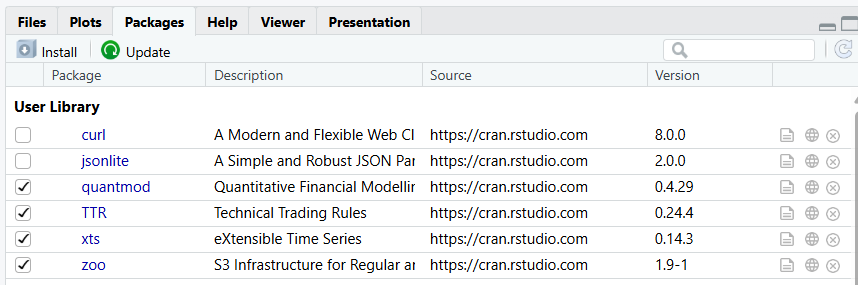 Files Plots Packages Help Viewer Presentation
Install Update
Package Description Source Version
User Library
curl A Modern and Flexible Web Cl https://cran.rstudio.com 8.0.0
jsonlite A Simple and Robust JSON Par https://cran.rstudio.com 2.0.0
quantmod Quantitative Financial Modellin https://cran.rstudio.com 0.4.29
TTR Technical Trading Rules https://cran.rstudio.com 0.24.4
xts eXtensible Time Series https://cran.rstudio.com 0.14.3
zoo S3 Infrastructure for Regular an https://cran.rstudio.com 1.9-1